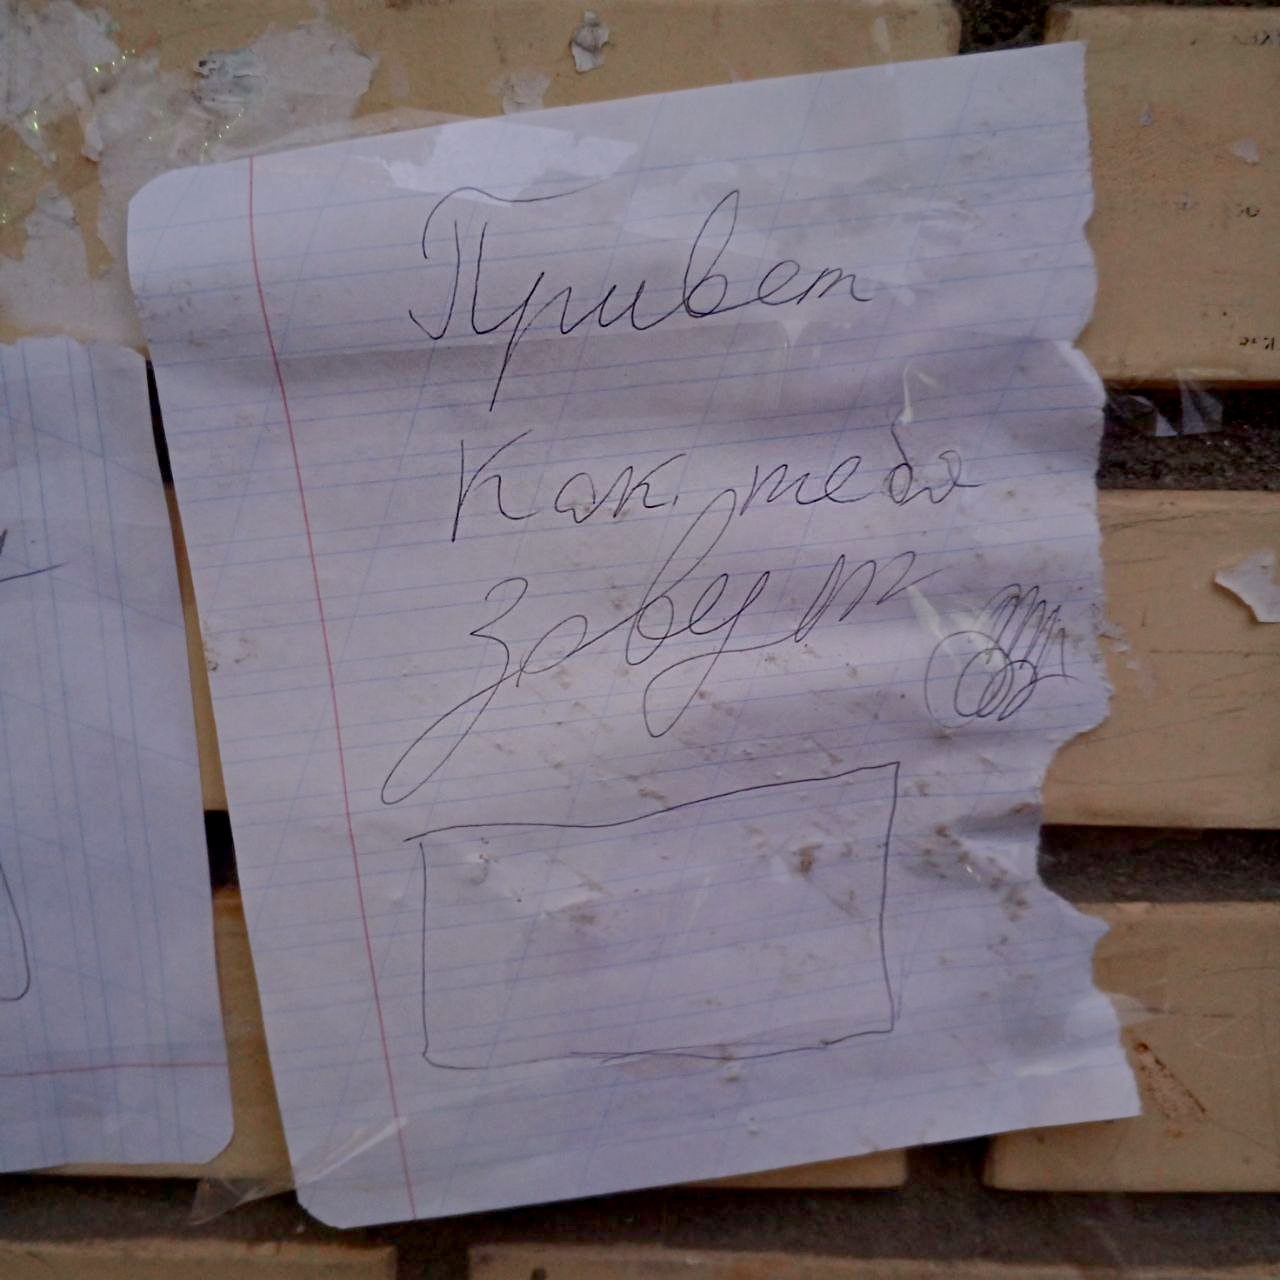 Привет
Как тебя
зовут